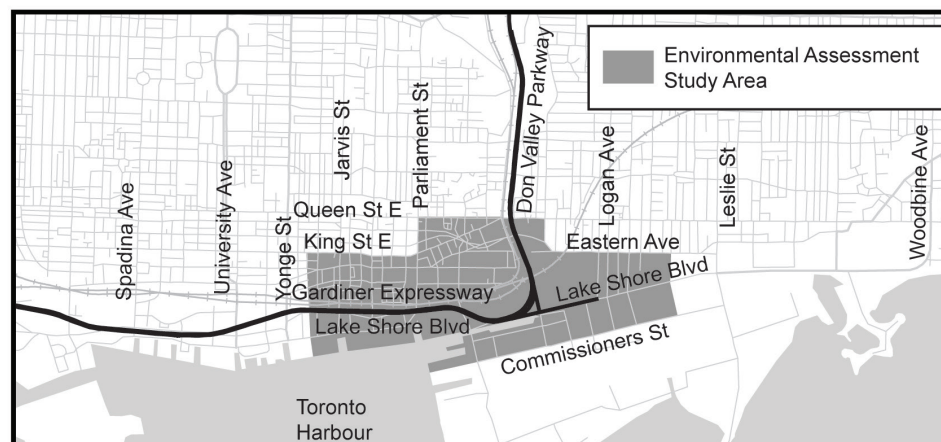 Environmental Assessment
Study Area
Spadina Ave
University Ave
Yonge St
Jarvis St
Parliament St
Don Valley Parkway
Logan Ave
Leslie St
Woodbine Ave
Queen St E
King St E
Eastern Ave
Gardiner Expressway
Lake Shore Blvd
Lake Shore Blvd
Commissioners St
Toronto
Harbour